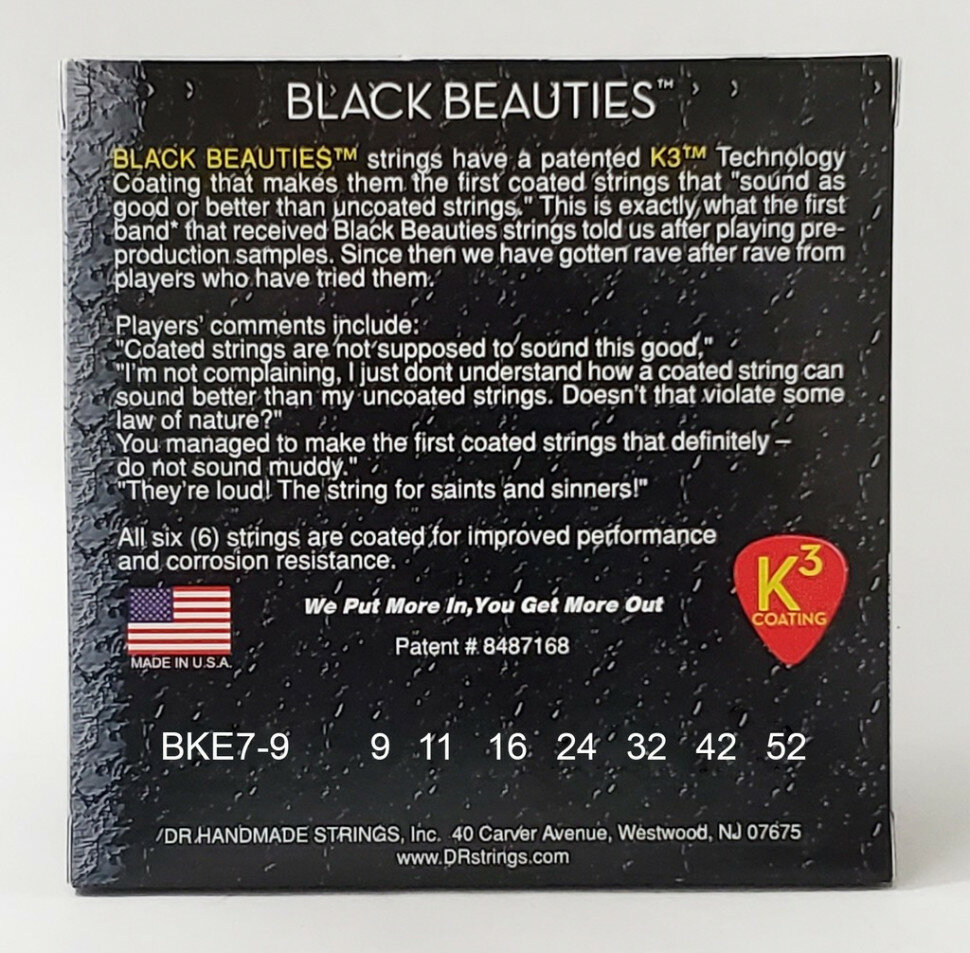 BLACK BEAUTIES™
BLACK BEAUTIES™ strings have a patented K3™ Technology
Coating that makes them the first coated strings that "sound as
good or better than uncoated strings." This is exactly what the first
band* that received Black Beauties strings told us after playing pre-
production samples. Since then we have gotten rave after rave from
players who have tried them.
Players' comments include:
"Coated strings are not supposed to sound this good,"
"I'm not complaining, I just dont understand how a coated string can
sound better than my uncoated strings. Doesn't that violate some
law of nature?"
You managed to make the first coated strings that definitely –
do not sound muddy."
"They're loud! The string for saints and sinners!"
All six (6) strings are coated for improved performance
and corrosion resistance.
K3
COATING
We Put More In,You Get More Out
Patent # 8487168
MADE IN U.S.A.
BKE7-9 9 11 16 24 32 42 52
DR HANDMADE STRINGS, Inc. 40 Carver Avenue, Westwood, NJ 07675
www.DRstrings.com